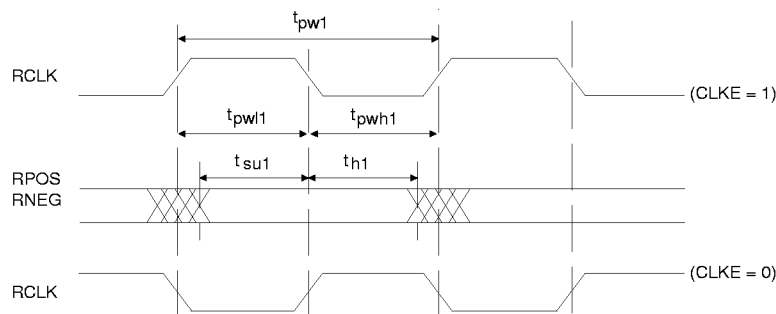 tpw1
RCLK
(CLKE = 1)
tpwl1
tpwh1
tsu1
th1
RPOS
RNEG
(CLKE = 0)
RCLK